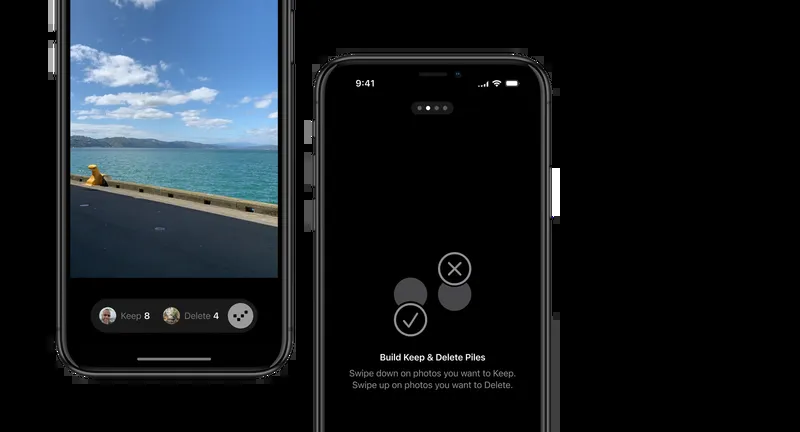 Keep 8 Delete 4
9:41
Build Keep & Delete Piles
Swipe down on photos you want to Keep.
Swipe up on photos you want to Delete.